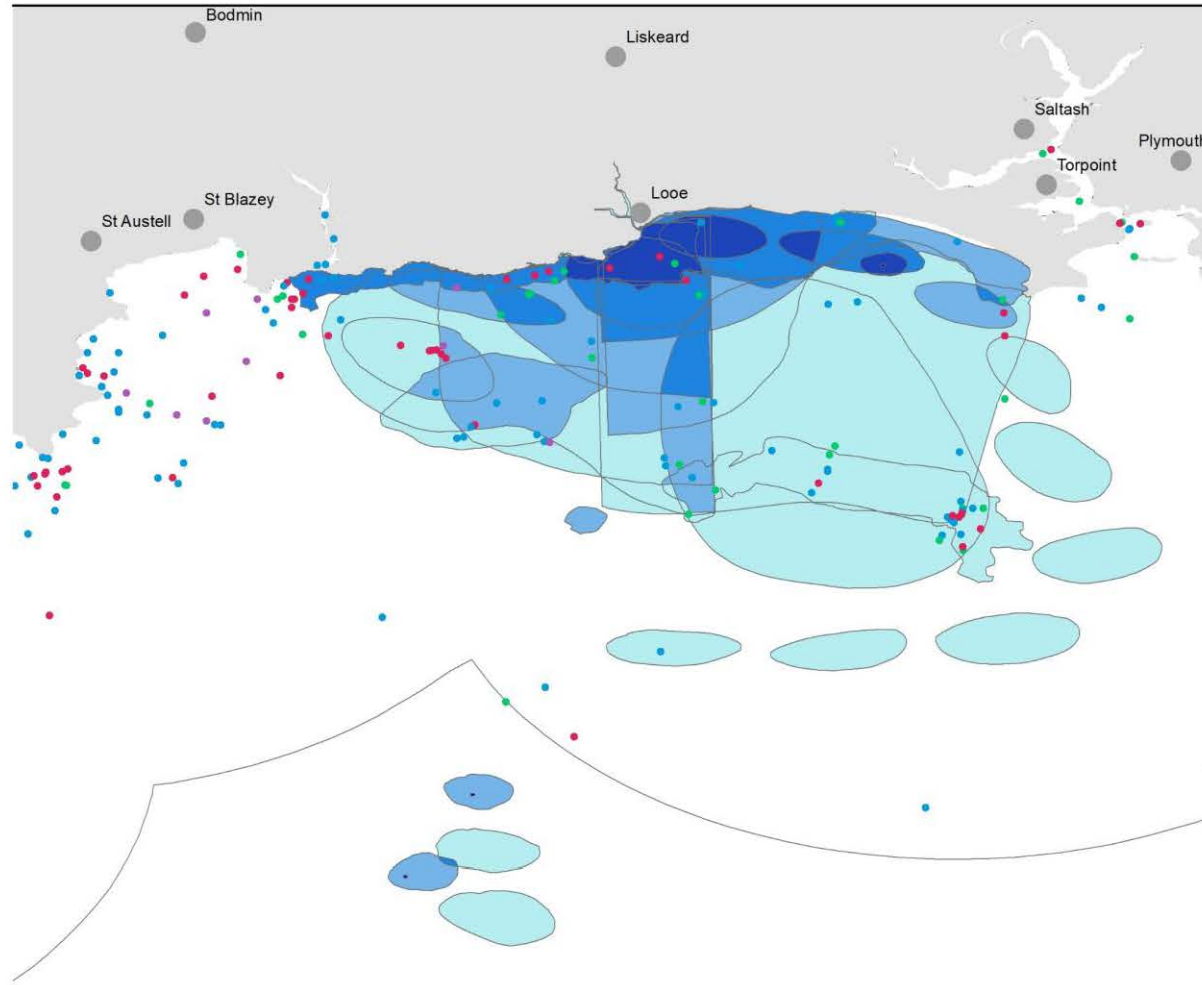 Bodmin
Liskeard
Saltash
Plymouth
Torpoint
St Blazey
Looe
St Austell